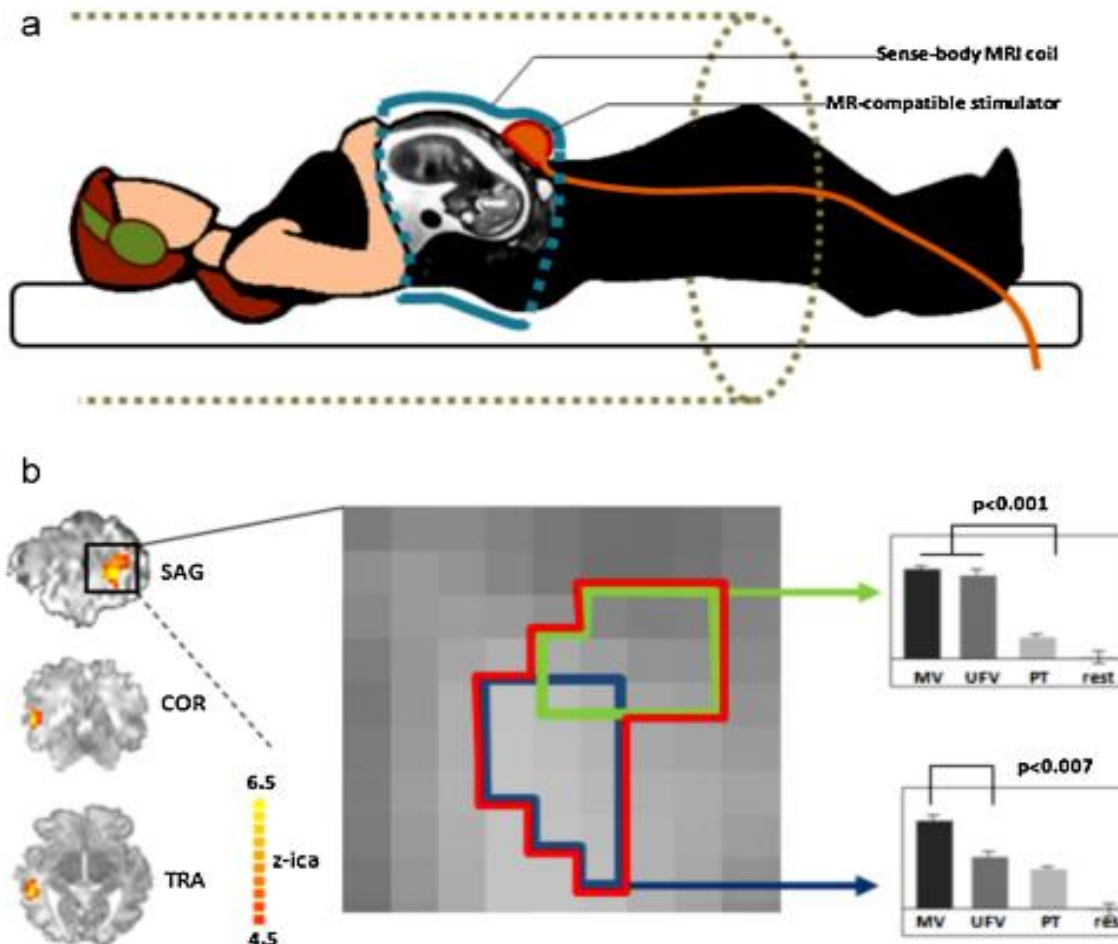 a
Sense-body MRI coil
MR-compatible stimulator
b
SAG
COR
TRA
6.5
z-ica
4.5
p<0.001
MV UFV PT rest
p<0.007
MV UFV PT rest